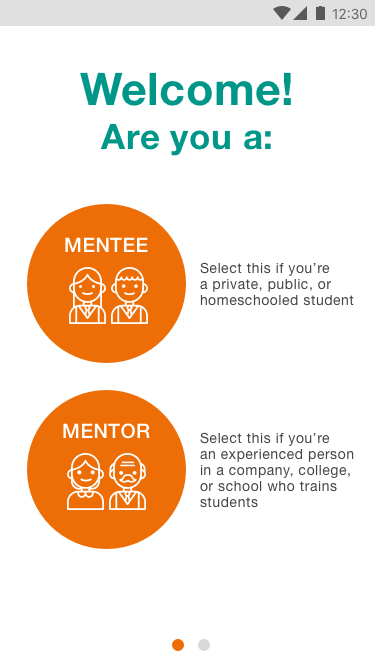 12:30
Welcome!
Are you a:
MENTEE
Select this if you’re
a private, public, or
homeschooled student
MENTOR
Select this if you’re
an experienced person
in a company, college,
or school who trains
students